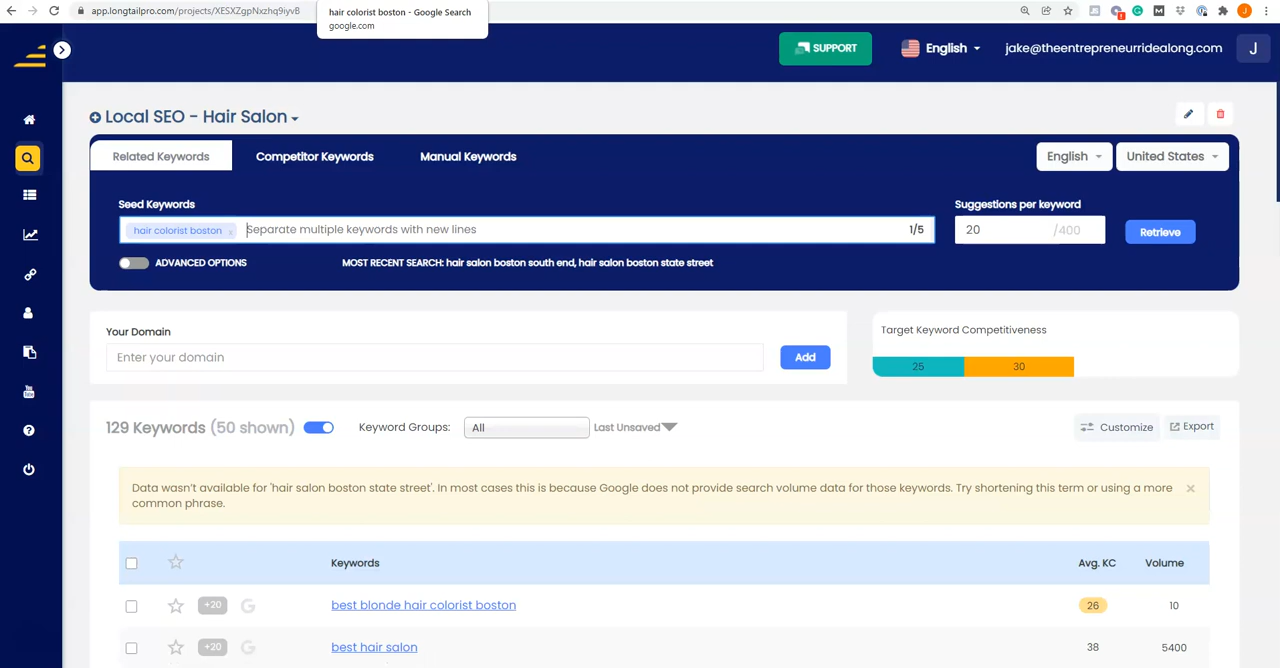 app.longtailpro.com/projects/XESXZgpNxzhq9iyvB
hair colorist boston - Google Search
google.com
J
SUPPORT
English
jake@theentrepreneurridealong.com
J
Local SEO - Hair Salon
Related Keywords
Competitor Keywords
Manual Keywords
English
United States
Seed Keywords
Suggestions per keyword
hair colorist boston x
Separate multiple keywords with new lines
1/5
20
/400
Retrieve
ADVANCED OPTIONS
MOST RECENT SEARCH: hair salon boston south end, hair salon boston state street
Your Domain
Target Keyword Competitiveness
Enter your domain
Add
25
30
129 Keywords (50 shown)
Keyword Groups:
All
Last Unsaved
Customize
Export
Data wasn't available for 'hair salon boston state street'. In most cases this is because Google does not provide search volume data for those keywords. Try shortening this term or using a more
common phrase.
Keywords
Avg. KC
Volume
+20
G
best blonde hair colorist boston
26
10
+20
G
best hair salon
38
5400